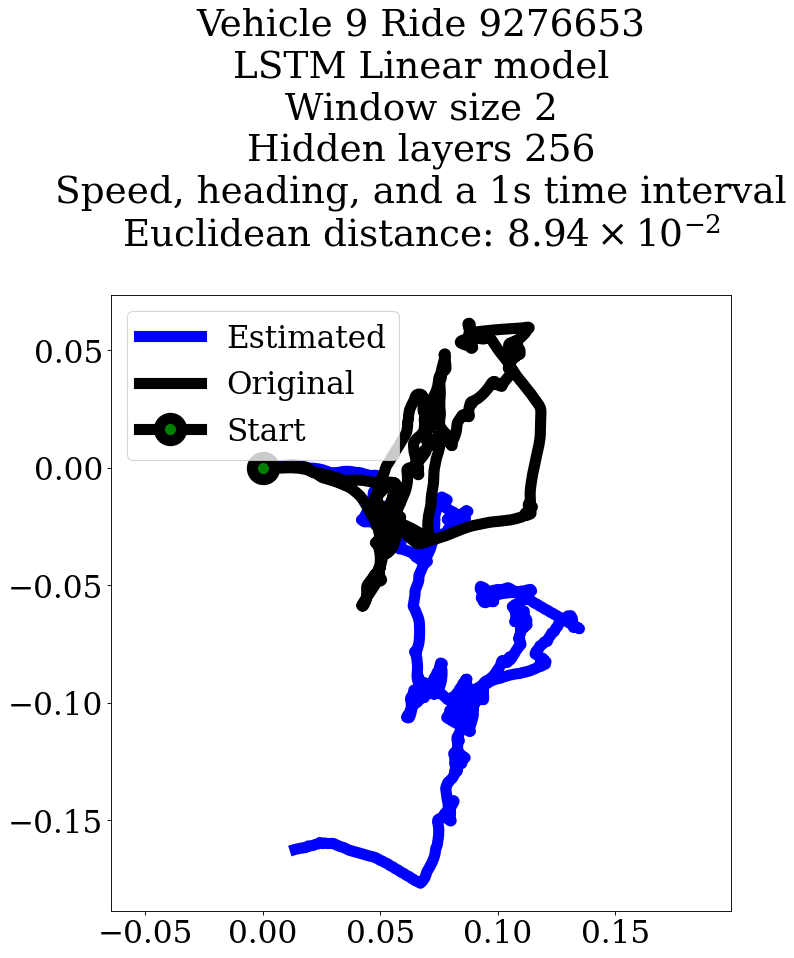 Vehicle 9 Ride 9276653
LSTM Linear model
Window size 2
Hidden layers 256
Speed, heading, and a 1s time interval
Euclidean distance: 8.94 × 10⁻²
Estimated
Original
Start
0.05
0.00
−0.05
−0.10
−0.15
−0.05 0.00 0.05 0.10 0.15